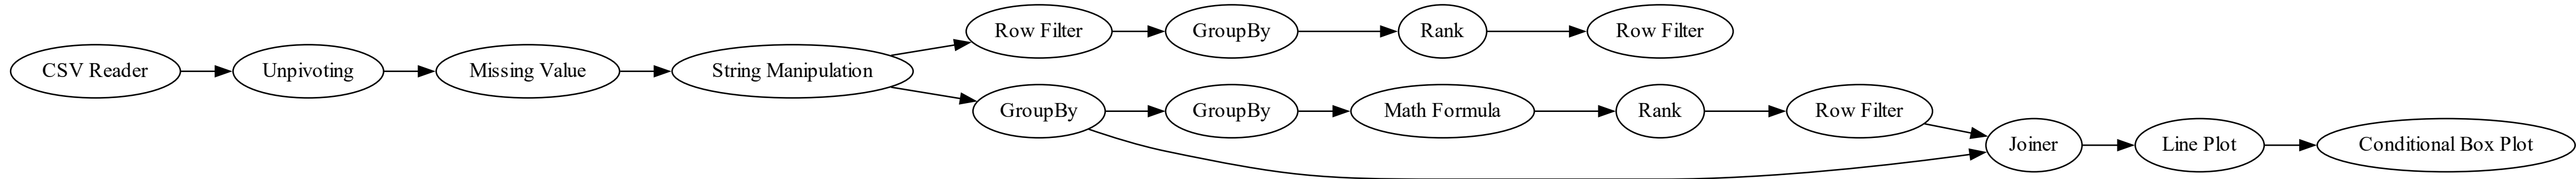 CSV Reader
Unpivoting
Missing Value
String Manipulation
Row Filter
GroupBy
Rank
Row Filter
GroupBy
GroupBy
Math Formula
Rank
Row Filter
Joiner
Line Plot
Conditional Box Plot